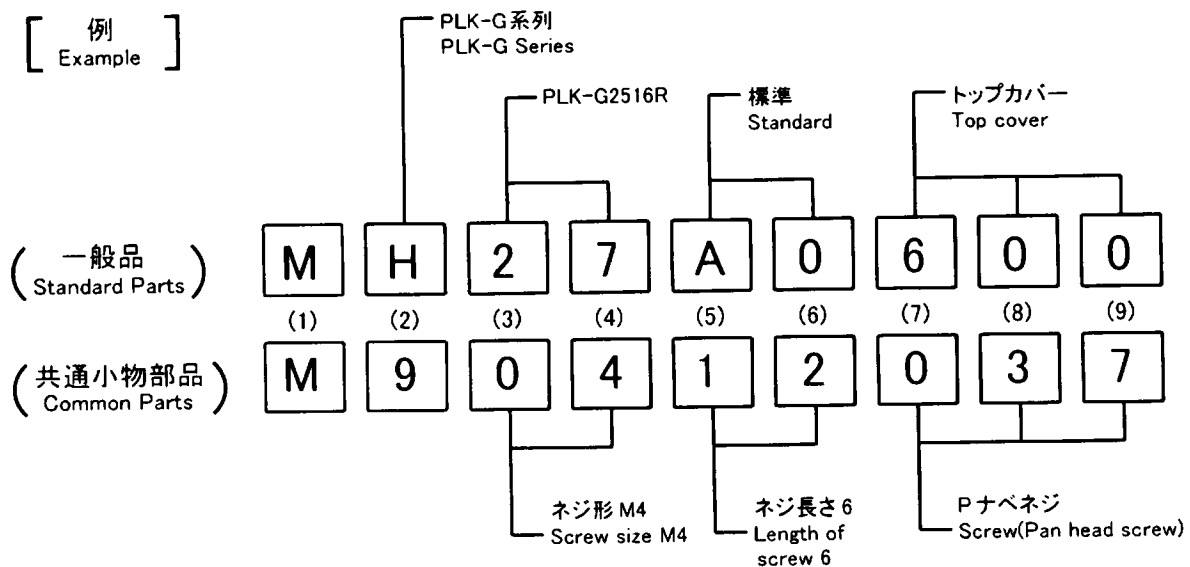 例
Example
PLK-G系列
PLK-G Series
PLK-G2516R
標準
Standard
トップカバー
Top cover
一般品
Standard Parts
M H 2 7 A 0 6 0 0
(1) (2) (3) (4) (5) (6) (7) (8) (9)
共通小物部品
Common Parts
M 9 0 4 1 2 0 3 7
ネジ形 M4
Screw size M4
ネジ長さ 6
Length of
screw 6
Pナベネジ
Screw(Pan head screw)